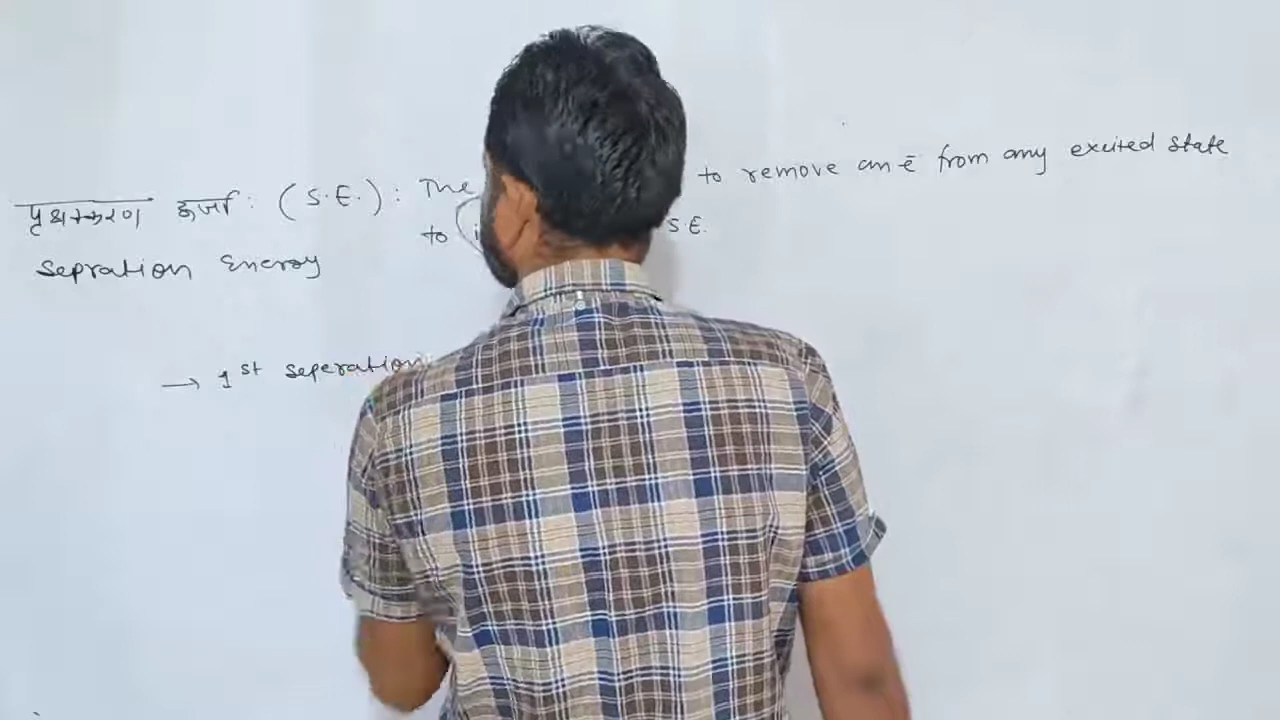 पृथक्करण ऊर्जा : (S.E.) : The to remove an ē from any excited state
to S.E.
Sepration Energy
→ 1st seperation